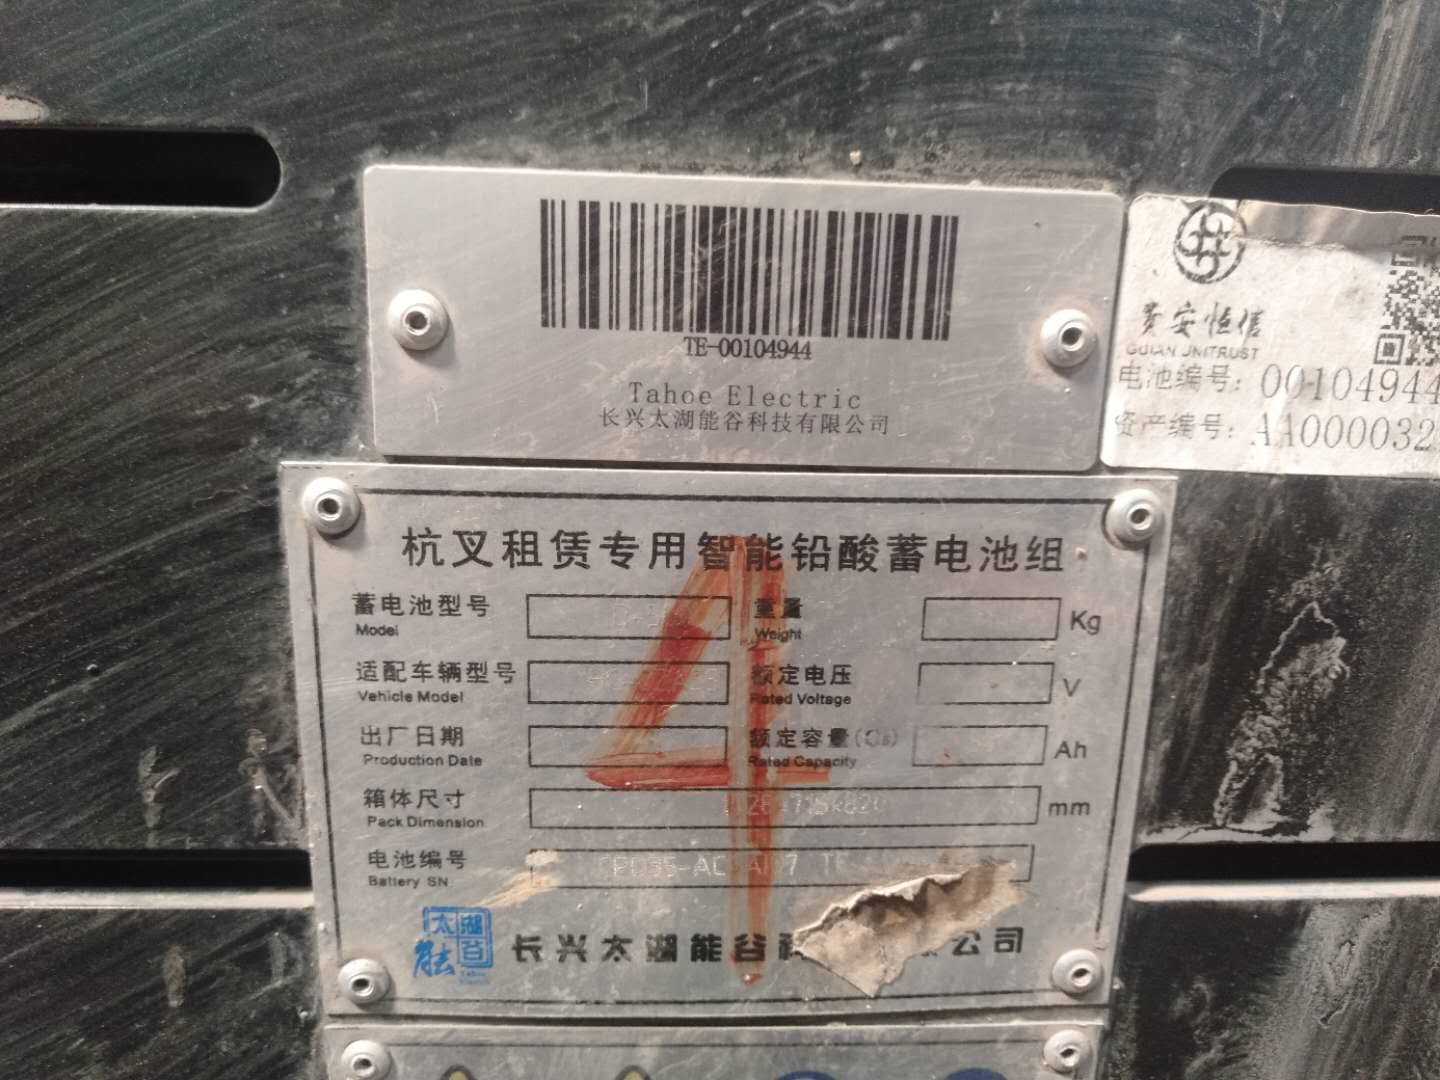 TE-00104944
Tahoe Electric
长兴太湖能谷科技有限公司
贵安恒信
GUIAN UNITRUST
电池编号: 00104944
资产编号: AA0000032
杭叉租赁专用智能铅酸蓄电池组
蓄电池型号
Model
重量 Kg
Weight
适配车辆型号
Vehicle Model
额定电压 V
Rated Voltage
出厂日期
Production Date
额定容量 Ah
Rated Capacity
箱体尺寸 mm
Pack Dimension
电池编号
Battery SN
4
太湖
能谷
长兴太湖能谷 公司